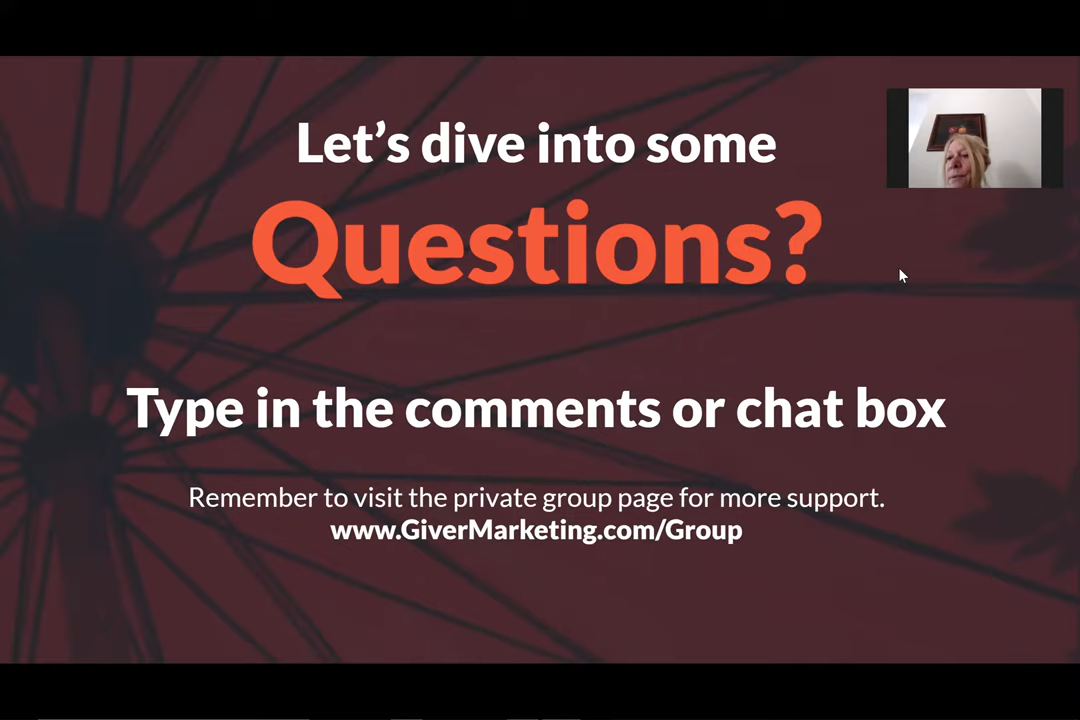 Let’s dive into some
Questions?
Type in the comments or chat box
Remember to visit the private group page for more support.
www.GiverMarketing.com/Group